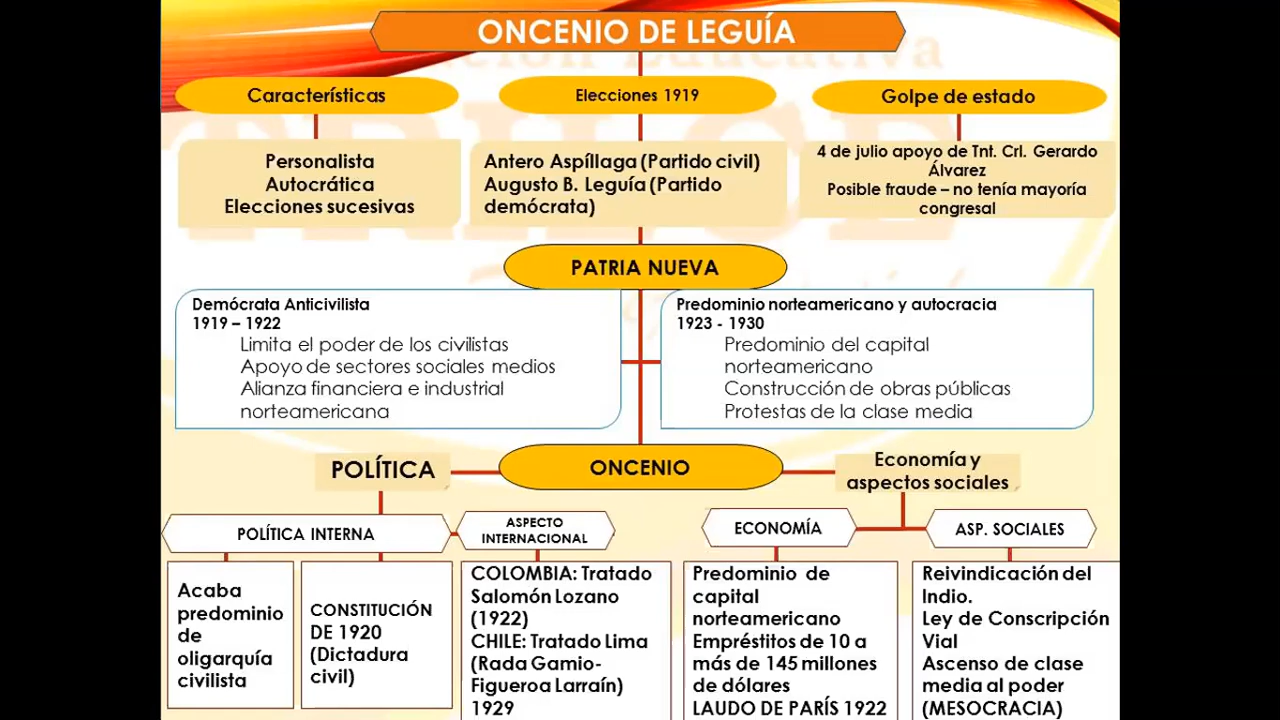 ONCENIO DE LEGUÍA
Características
Elecciones 1919
Golpe de estado
Personalista
Autocrática
Elecciones sucesivas
Antero Aspíllaga (Partido civil)
Augusto B. Leguía (Partido
demócrata)
4 de julio apoyo de Tnt. Crl. Gerardo
Álvarez
Posible fraude – no tenía mayoría
congresal
PATRIA NUEVA
Demócrata Anticivilista
1919 – 1922
Limita el poder de los civilistas
Apoyo de sectores sociales medios
Alianza financiera e industrial
norteamericana
Predominio norteamericano y autocracia
1923 - 1930
Predominio del capital
norteamericano
Construcción de obras públicas
Protestas de la clase media
ONCENIO
POLÍTICA
Economía y
aspectos sociales
POLÍTICA INTERNA
ASPECTO
INTERNACIONAL
ECONOMÍA
ASP. SOCIALES
Acaba
predominio
de
oligarquía
civilista
CONSTITUCIÓN
DE 1920
(Dictadura
civil)
COLOMBIA: Tratado
Salomón Lozano
(1922)
CHILE: Tratado Lima
(Rada Gamio-
Figueroa Larraín)
1929
Predominio de
capital
norteamericano
Empréstitos de 10 a
más de 145 millones
de dólares
LAUDO DE PARÍS 1922
Reivindicación del
Indio.
Ley de Conscripción
Vial
Ascenso de clase
media al poder
(MESOCRACIA)